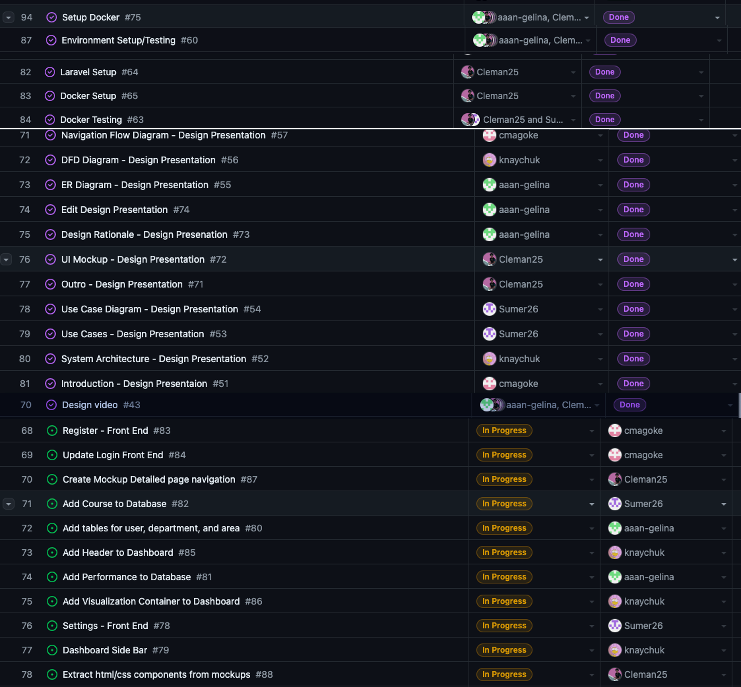 94 Setup Docker #75 aaan-gelina, Clem... Done
87 Environment Setup/Testing #60 aaan-gelina, Clem... Done
82 Laravel Setup #64 Cleman25 Done
83 Docker Setup #65 Cleman25 Done
84 Docker Testing #63 Cleman25 and Su... Done
71 Navigation Flow Diagram - Design Presentation #57 cmagoke Done
72 DFD Diagram - Design Presentation #56 knaychuk Done
73 ER Diagram - Design Presentation #55 aaan-gelina Done
74 Edit Design Presentation #74 aaan-gelina Done
75 Design Rationale - Design Presenation #73 aaan-gelina Done
76 UI Mockup - Design Presentation #72 Cleman25 Done
77 Outro - Design Presentation #71 Cleman25 Done
78 Use Case Diagram - Design Presentation #54 Sumer26 Done
79 Use Cases - Design Presentation #53 Sumer26 Done
80 System Architecture - Design Presentation #52 knaychuk Done
81 Introduction - Design Presentaion #51 cmagoke Done
70 Design video #43 aaan-gelina, Clem... Done
68 Register - Front End #83 In Progress cmagoke
69 Update Login Front End #84 In Progress cmagoke
70 Create Mockup Detailed page navigation #87 In Progress Cleman25
71 Add Course to Database #82 In Progress Sumer26
72 Add tables for user, department, and area #80 In Progress aaan-gelina
73 Add Header to Dashboard #85 In Progress knaychuk
74 Add Performance to Database #81 In Progress aaan-gelina
75 Add Visualization Container to Dashboard #86 In Progress knaychuk
76 Settings - Front End #78 In Progress Sumer26
77 Dashboard Side Bar #79 In Progress knaychuk
78 Extract html/css components from mockups #88 In Progress Cleman25